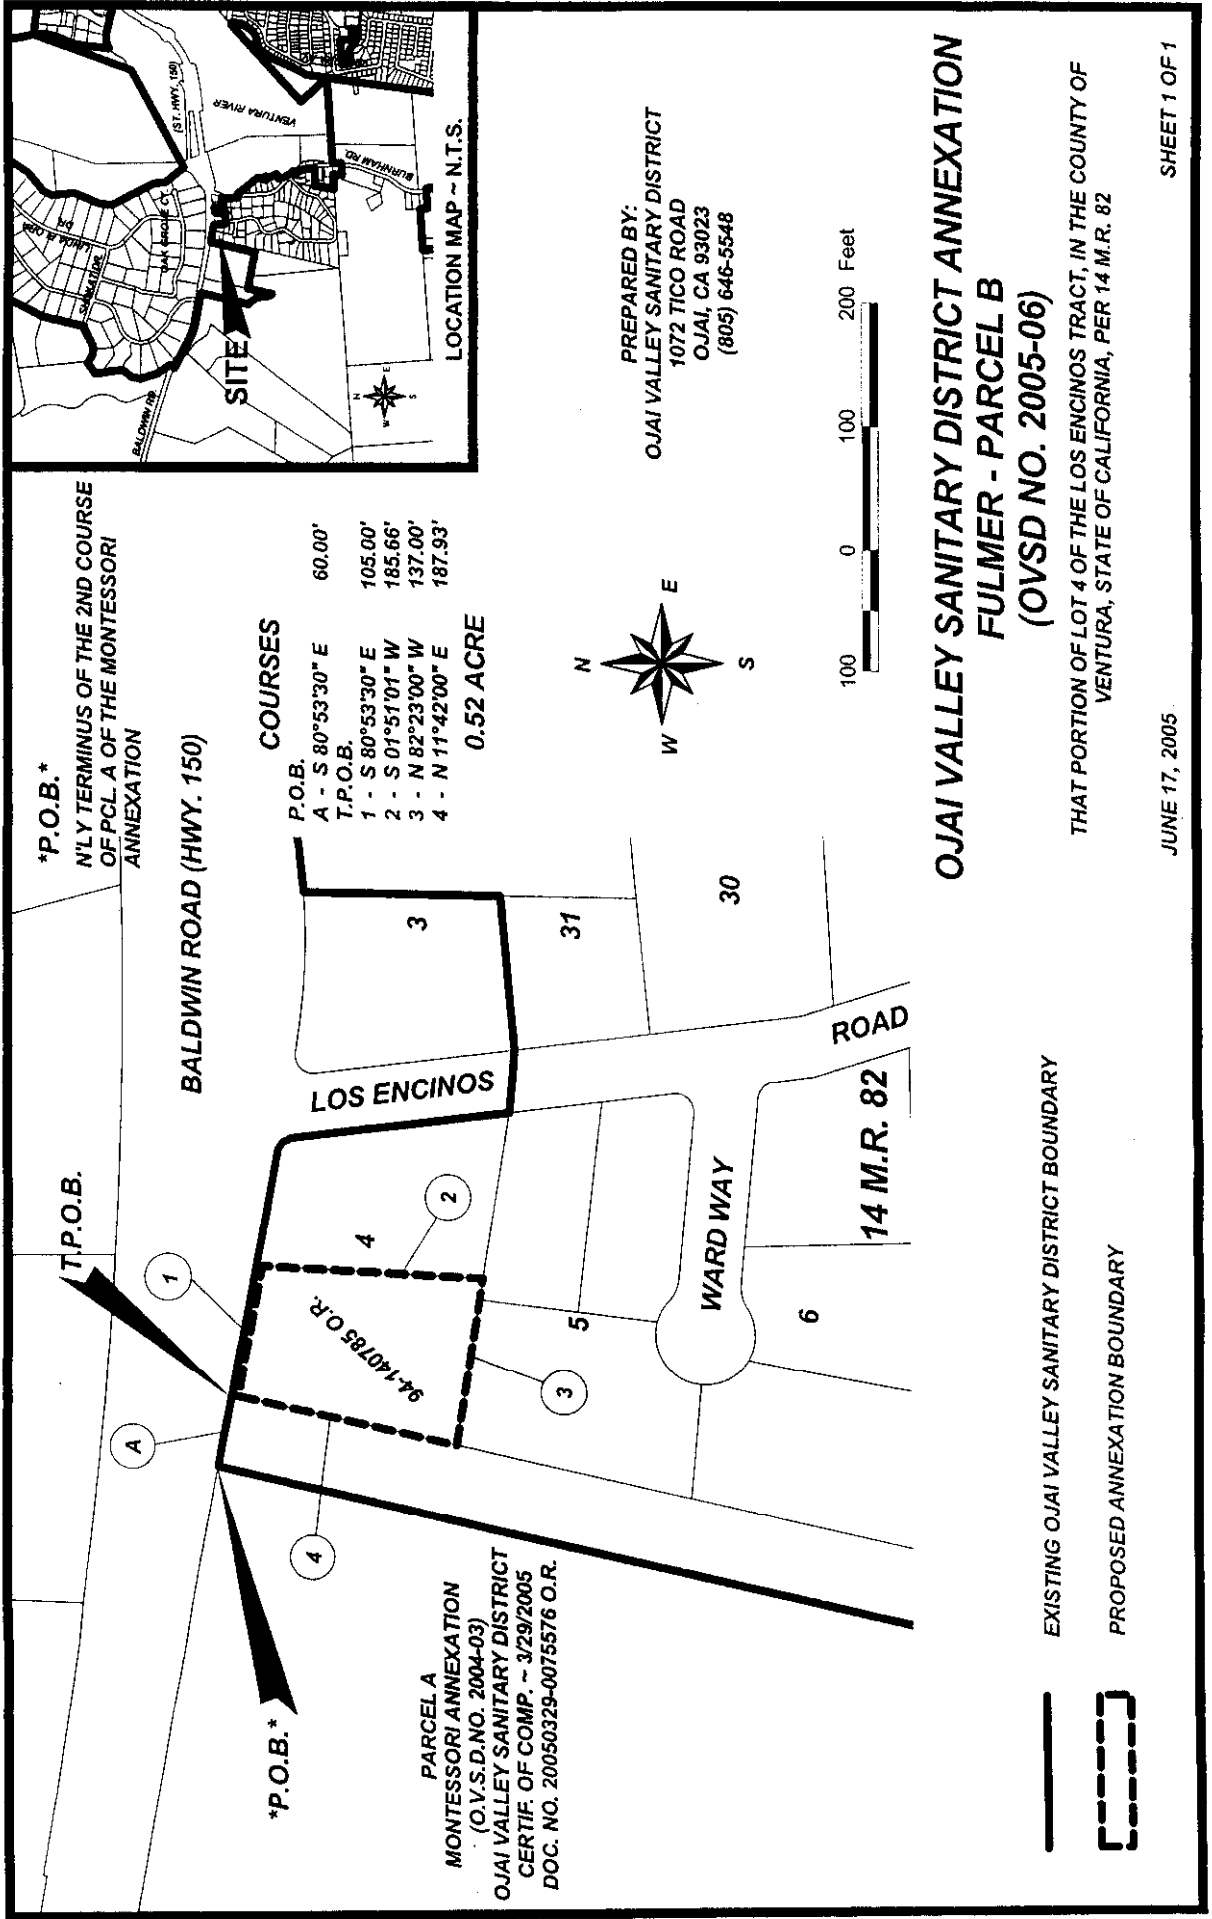 *P.O.B.*
N'LY TERMINUS OF THE 2ND COURSE
OF PCL. A OF THE MONTESSORI
ANNEXATION
BALDWIN ROAD (HWY. 150)
T.P.O.B.
*P.O.B.*
A
1
2
3
4
4
94-140785 O.R.
LOS ENCINOS
ROAD
3
31
30
5
6
WARD WAY
14 M.R. 82
PARCEL A
MONTESSORI ANNEXATION
(O.V.S.D.NO. 2004-03)
OJAI VALLEY SANITARY DISTRICT
CERTIF. OF COMP. ~ 3/29/2005
DOC. NO. 20050329-0075576 O.R.
COURSES
P.O.B.
A - S 80°53'30" E 60.00'
T.P.O.B.
1 - S 80°53'30" E 105.00'
2 - S 01°51'01" W 185.66'
3 - N 82°23'00" W 137.00'
4 - N 11°42'00" E 187.93'
0.52 ACRE
(ST. HWY. 150)
VENTURA RIVER
BURNHAM RD.
OAK GROVE CT.
DR.
BALDWIN RD.
SITE
N
E
S
W
LOCATION MAP ~ N.T.S.
N
E
S
W
PREPARED BY:
OJAI VALLEY SANITARY DISTRICT
1072 TICO ROAD
OJAI, CA 93023
(805) 646-5548
100 0 100 200 Feet
OJAI VALLEY SANITARY DISTRICT ANNEXATION
FULMER - PARCEL B
(OVSD NO. 2005-06)
THAT PORTION OF LOT 4 OF THE LOS ENCINOS TRACT, IN THE COUNTY OF
VENTURA, STATE OF CALIFORNIA, PER 14 M.R. 82
EXISTING OJAI VALLEY SANITARY DISTRICT BOUNDARY
PROPOSED ANNEXATION BOUNDARY
JUNE 17, 2005
SHEET 1 OF 1